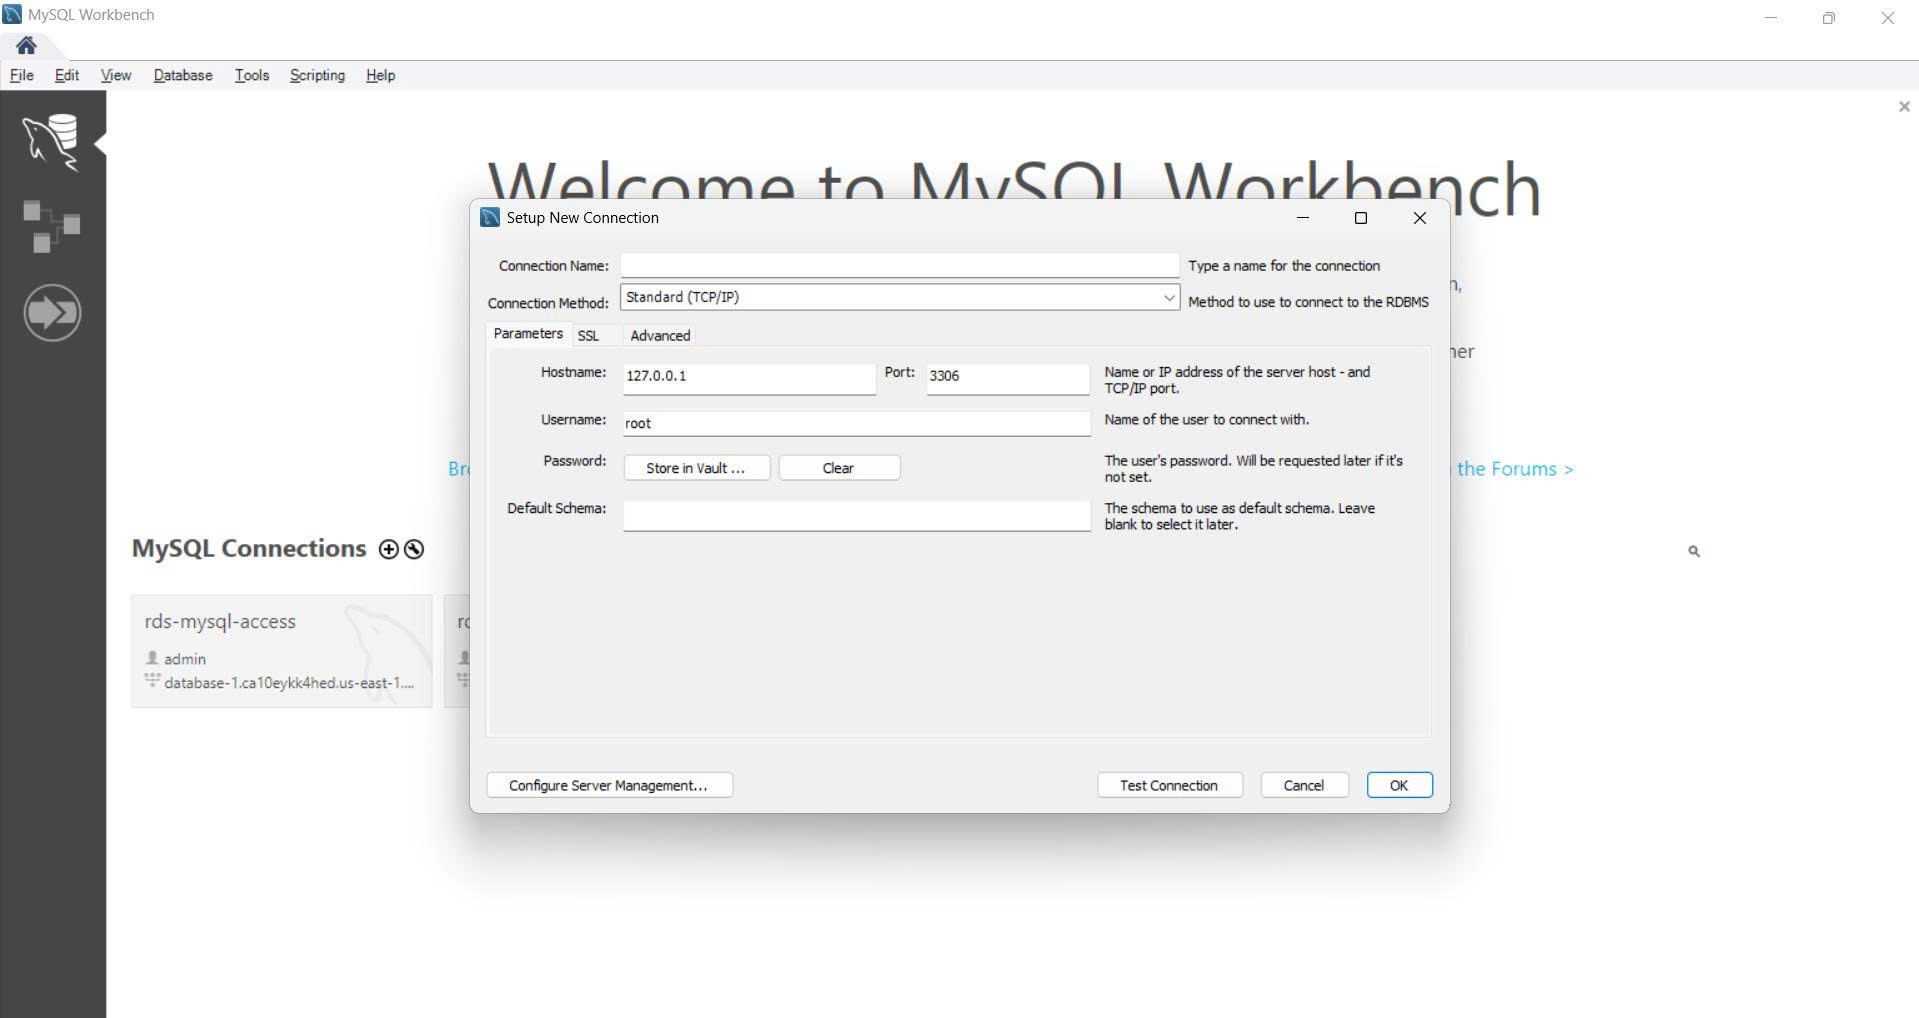 MySQL Workbench
File Edit View Database Tools Scripting Help
Welcome to MySQL Workbench
Setup New Connection
Connection Name:
Type a name for the connection
Connection Method:
Standard (TCP/IP)
Method to use to connect to the RDBMS
Parameters SSL Advanced
Hostname:
127.0.0.1
Port:
3306
Name or IP address of the server host - and
TCP/IP port.
Username:
root
Name of the user to connect with.
Password:
Store in Vault ...
Clear
The user's password. Will be requested later if it's
not set.
Default Schema:
The schema to use as default schema. Leave
blank to select it later.
the Forums >
MySQL Connections
rds-mysql-access
admin
database-1.ca10eykk4hed.us-east-1....
Configure Server Management...
Test Connection
Cancel
OK